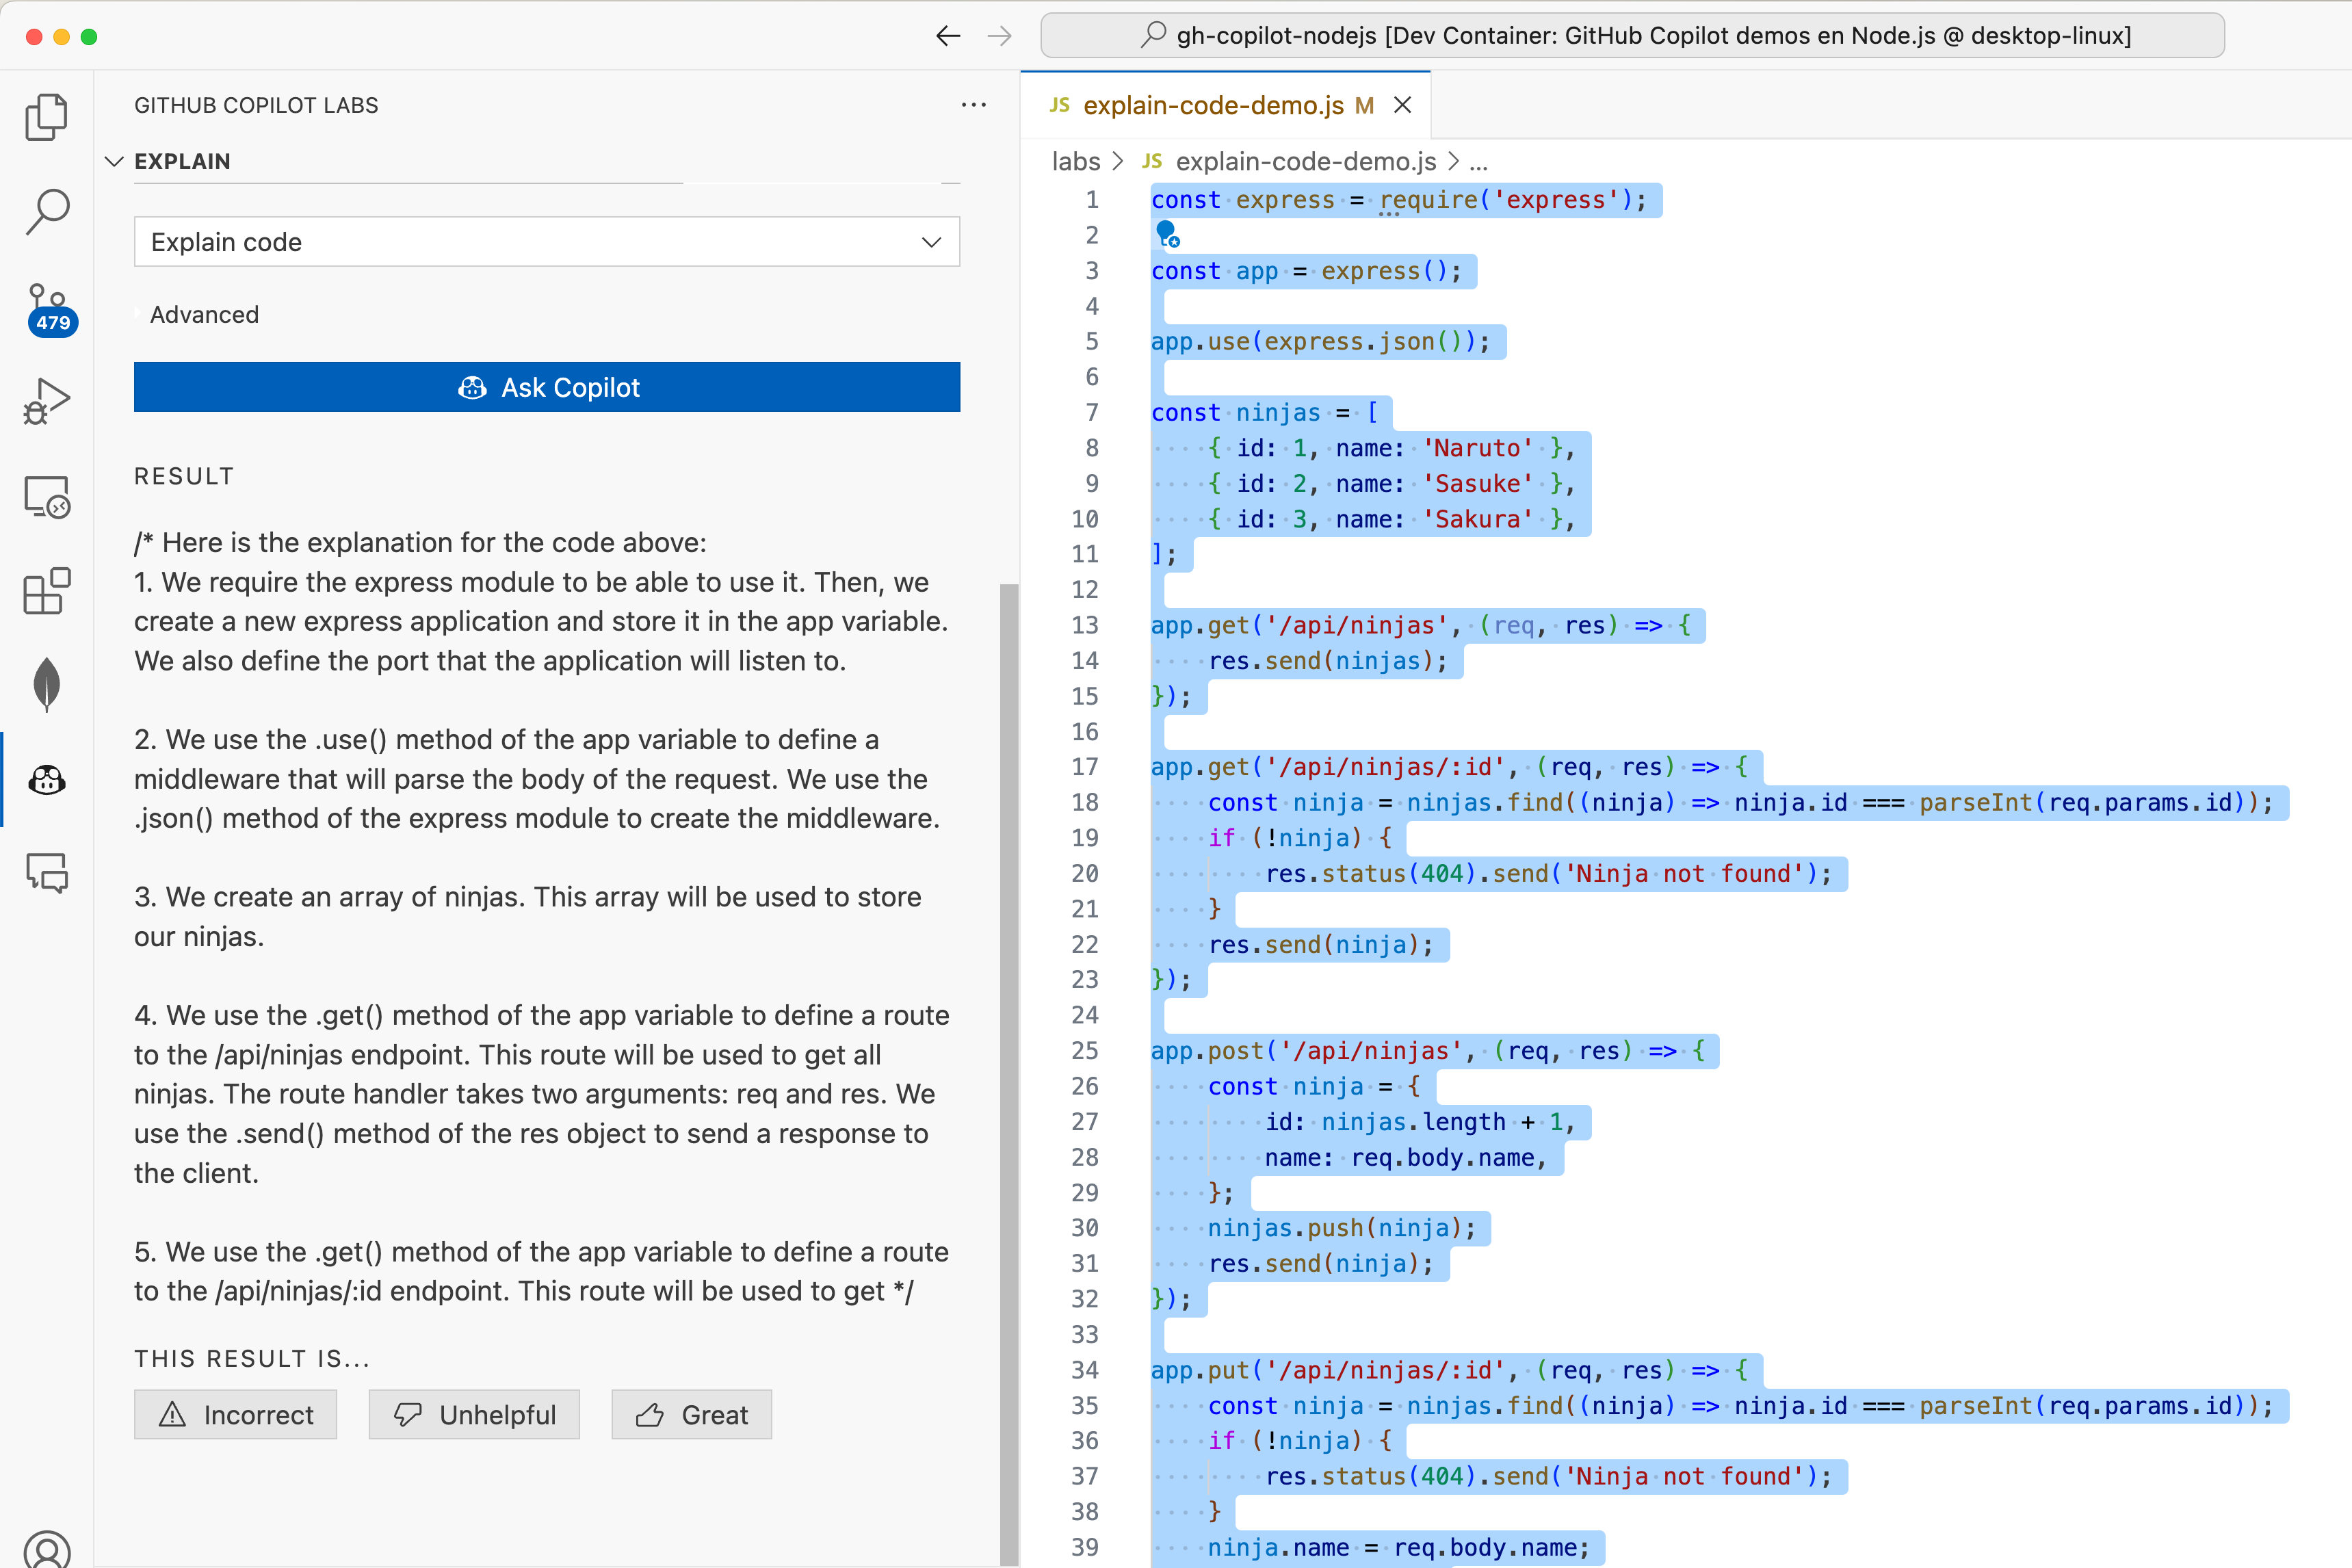 gh-copilot-nodejs [Dev Container: GitHub Copilot demos en Node.js @ desktop-linux]
GITHUB COPILOT LABS
EXPLAIN
Explain code
Advanced
Ask Copilot
RESULT
/* Here is the explanation for the code above:
1. We require the express module to be able to use it. Then, we
create a new express application and store it in the app variable.
We also define the port that the application will listen to.
2. We use the .use() method of the app variable to define a
middleware that will parse the body of the request. We use the
.json() method of the express module to create the middleware.
3. We create an array of ninjas. This array will be used to store
our ninjas.
4. We use the .get() method of the app variable to define a route
to the /api/ninjas endpoint. This route will be used to get all
ninjas. The route handler takes two arguments: req and res. We
use the .send() method of the res object to send a response to
the client.
5. We use the .get() method of the app variable to define a route
to the /api/ninjas/:id endpoint. This route will be used to get */
THIS RESULT IS...
Incorrect
Unhelpful
Great
479
JS explain-code-demo.js M
labs > JS explain-code-demo.js > ...
1 const express = require('express');
2
3 const app = express();
4
5 app.use(express.json());
6
7 const ninjas = [
8 { id: 1, name: 'Naruto' },
9 { id: 2, name: 'Sasuke' },
10 { id: 3, name: 'Sakura' },
11 ];
12
13 app.get('/api/ninjas', (req, res) => {
14 res.send(ninjas);
15 });
16
17 app.get('/api/ninjas/:id', (req, res) => {
18 const ninja = ninjas.find((ninja) => ninja.id === parseInt(req.params.id));
19 if (!ninja) {
20 res.status(404).send('Ninja not found');
21 }
22 res.send(ninja);
23 });
24
25 app.post('/api/ninjas', (req, res) => {
26 const ninja = {
27 id: ninjas.length + 1,
28 name: req.body.name,
29 };
30 ninjas.push(ninja);
31 res.send(ninja);
32 });
33
34 app.put('/api/ninjas/:id', (req, res) => {
35 const ninja = ninjas.find((ninja) => ninja.id === parseInt(req.params.id));
36 if (!ninja) {
37 res.status(404).send('Ninja not found');
38 }
39 ninja.name = req.body.name;